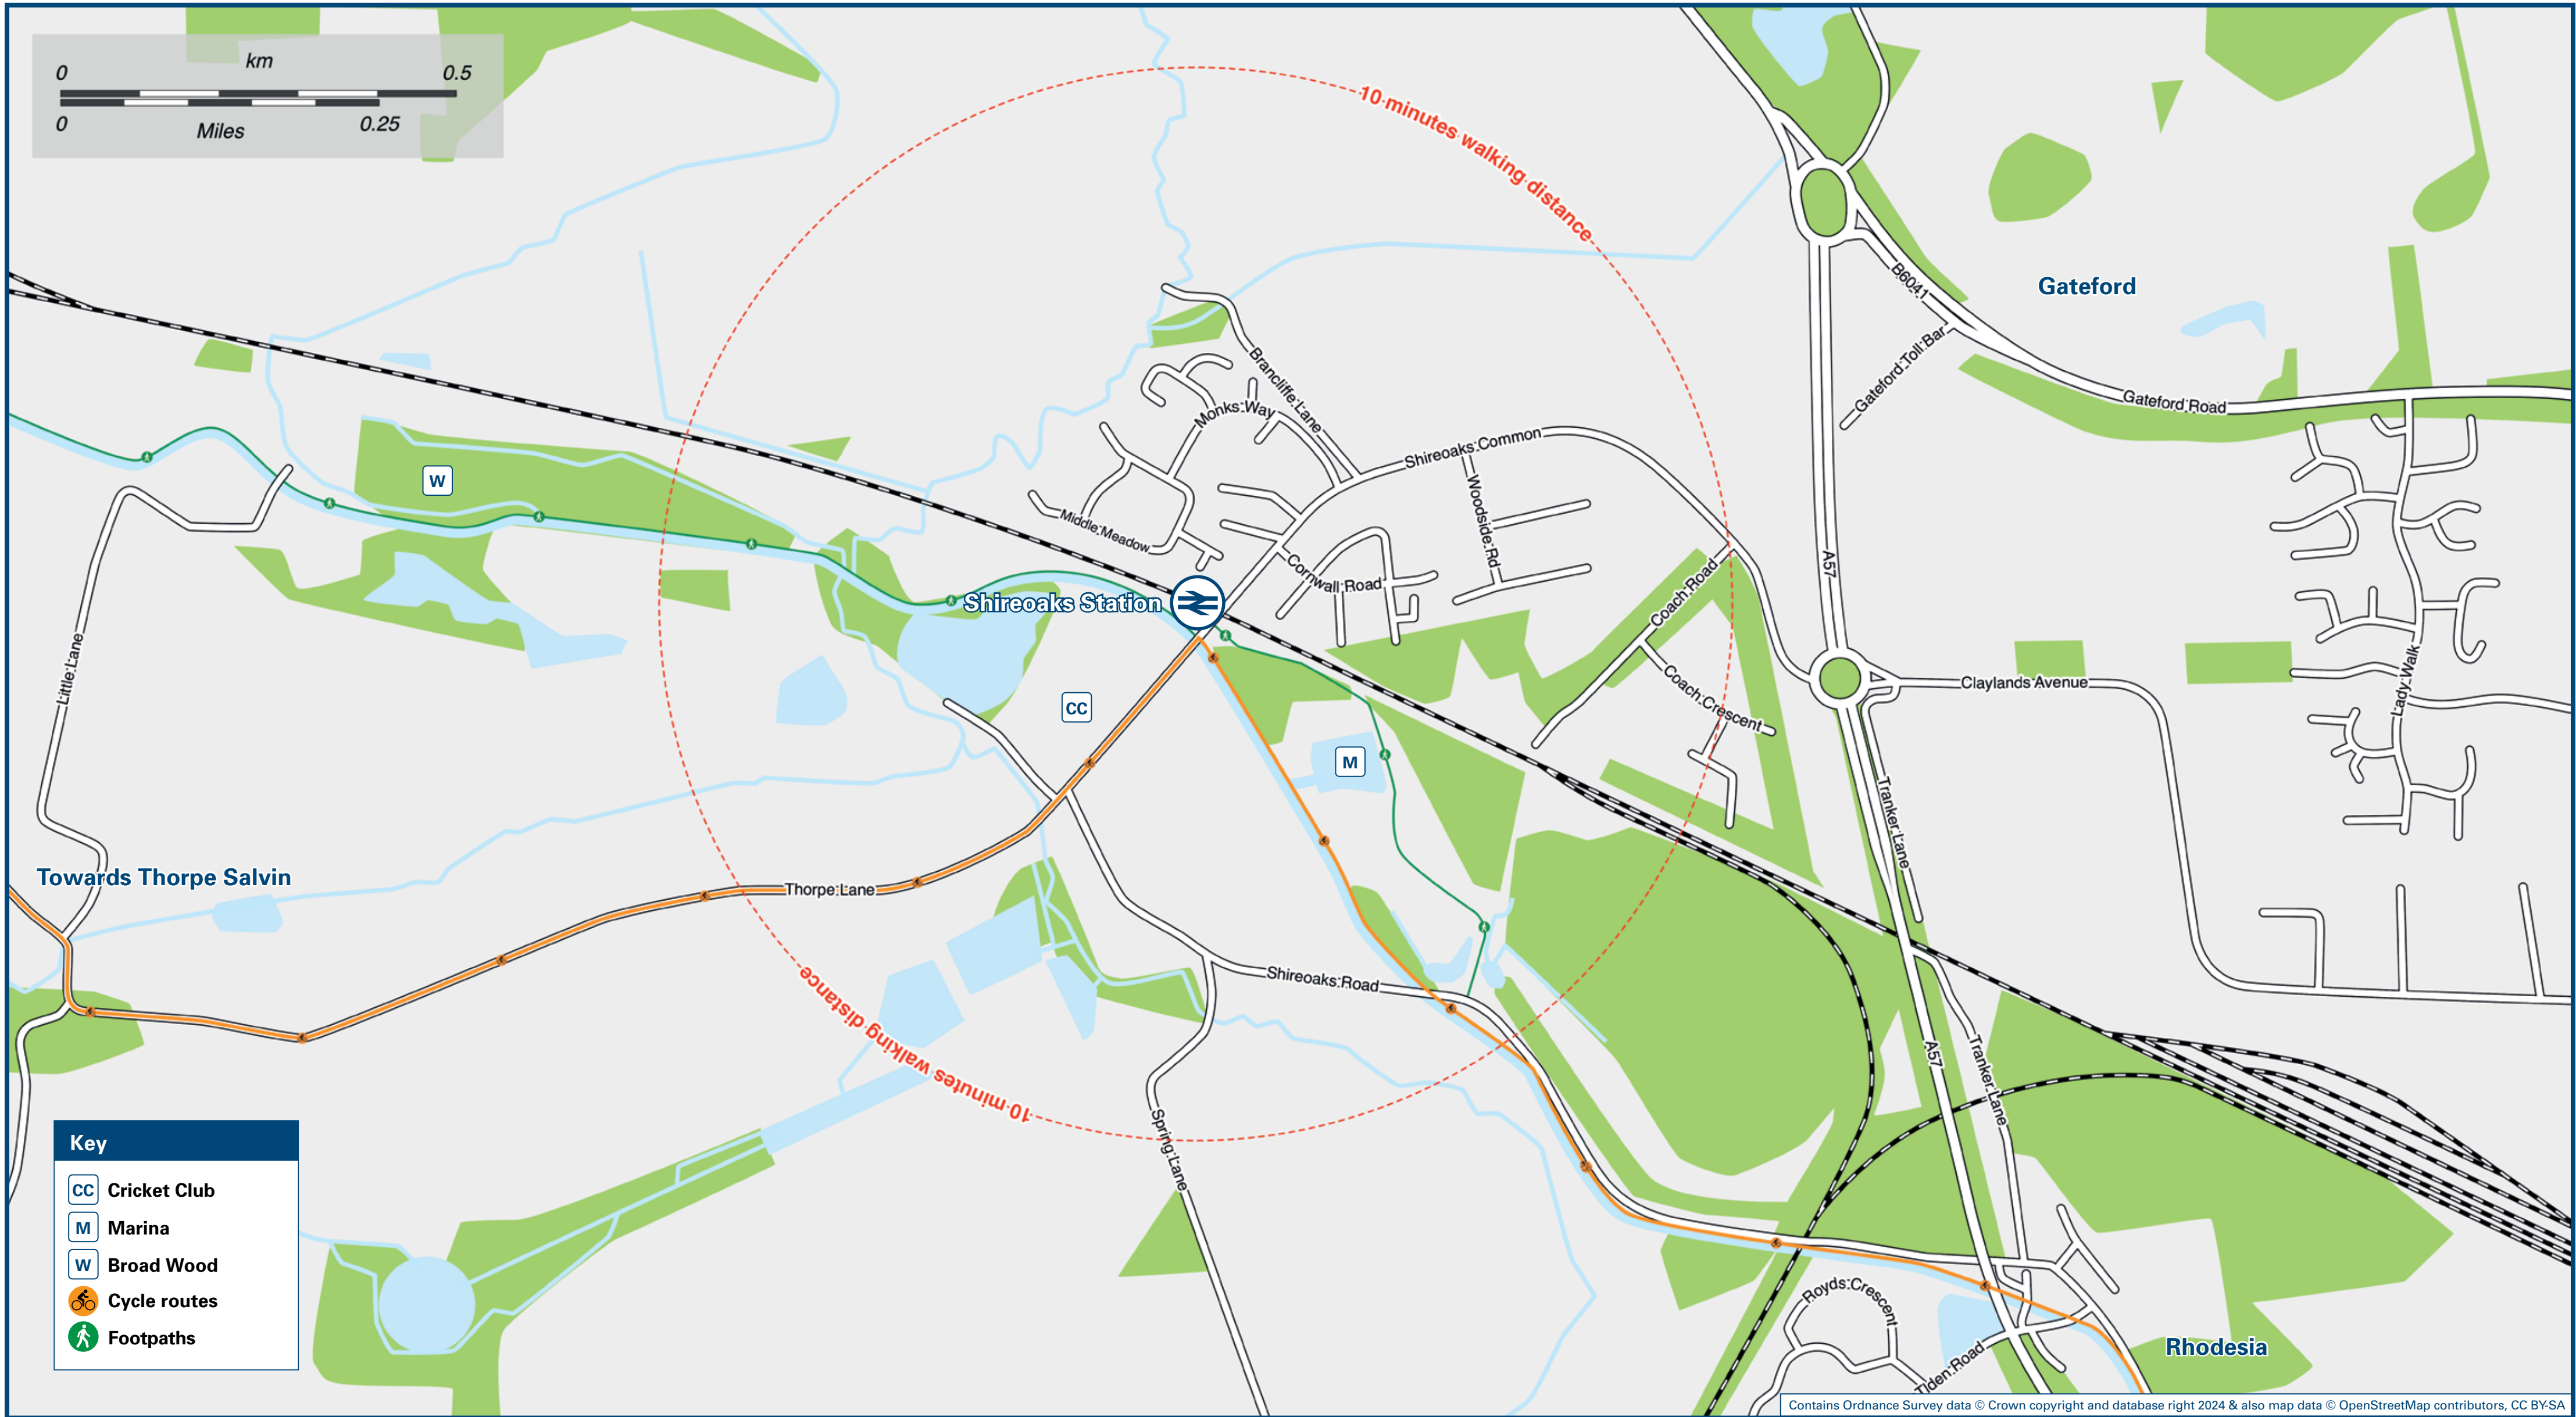 km
0 0.5
0 Miles 0.25
10 minutes walking distance
B6041
Gateford
Gateford Toll Bar
Gateford Road
Brancliffe Lane
Monks Way
Shireoaks Common
W
Woodside Rd
Middle Meadow
A57
Cornwall Road
Shireoaks Station
Coach Road
Little Lane
CC
Coach Crescent
Claylands Avenue
Lady Walk
M
Tranker Lane
Towards Thorpe Salvin
Thorpe Lane
Shireoaks Road
10 minutes walking distance
A57
Tranker Lane
Spring Lane
Key
CC Cricket Club
M Marina
W Broad Wood
Cycle routes
Footpaths
Royds Crescent
Rhodesia
Tylden Road
Contains Ordnance Survey data © Crown copyright and database right 2024 & also map data © OpenStreetMap contributors, CC BY-SA